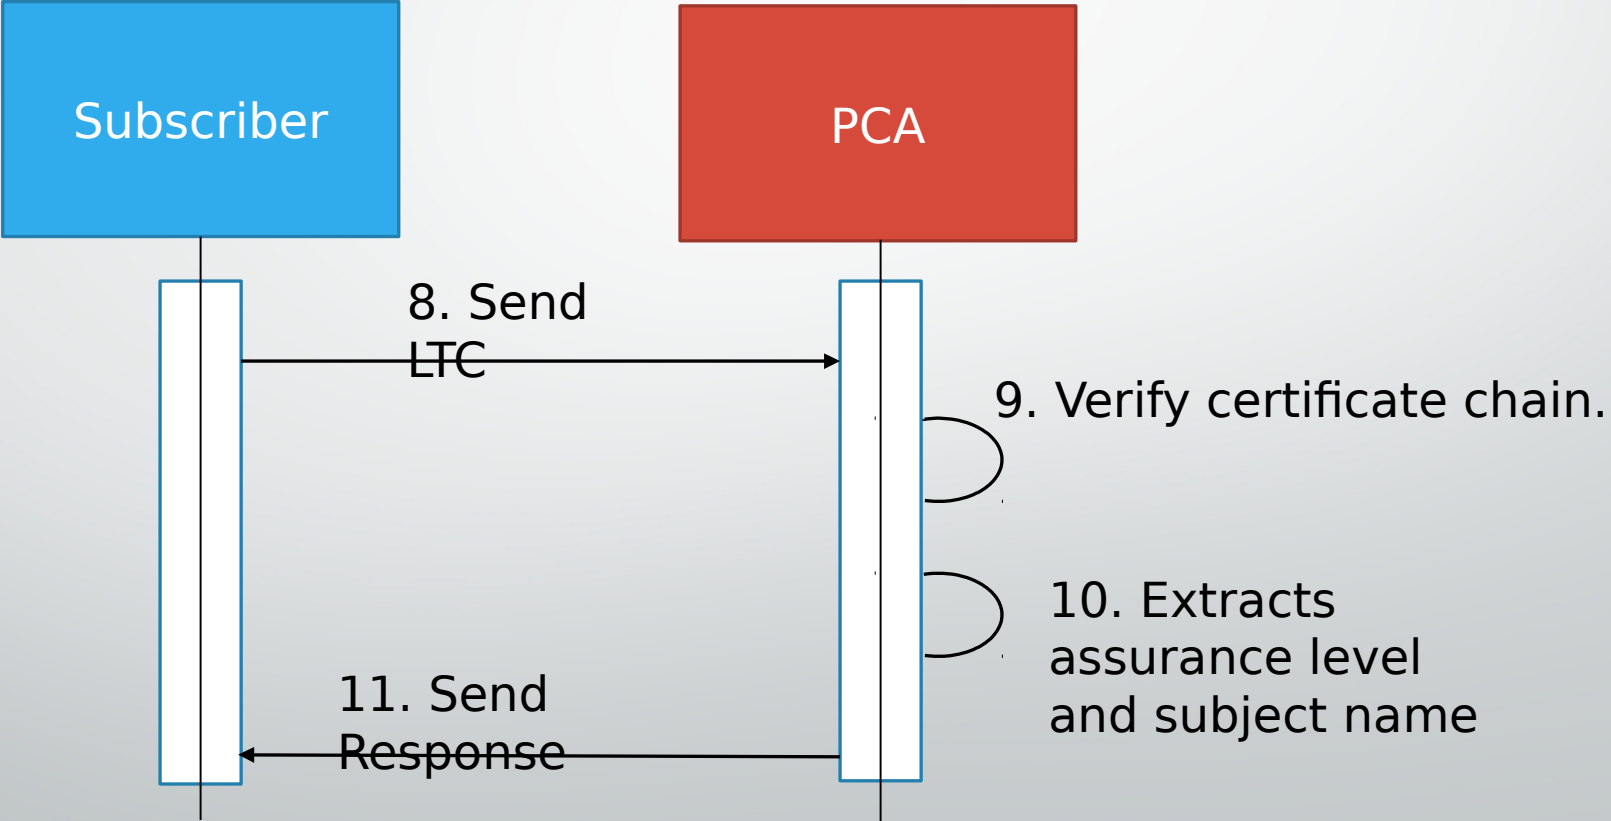 Subscriber
PCA
8. Send
LTC
9. Verify certificate chain.
10. Extracts
assurance level
and subject name
11. Send
Response